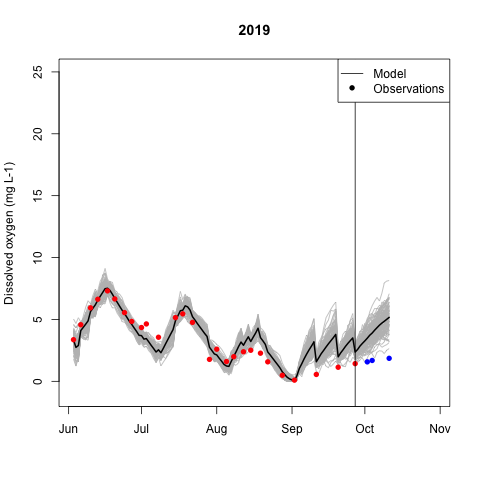 2019
Model
Observations
Dissolved oxygen (mg L-1)
25
20
15
10
5
0
Jun
Jul
Aug
Sep
Oct
Nov